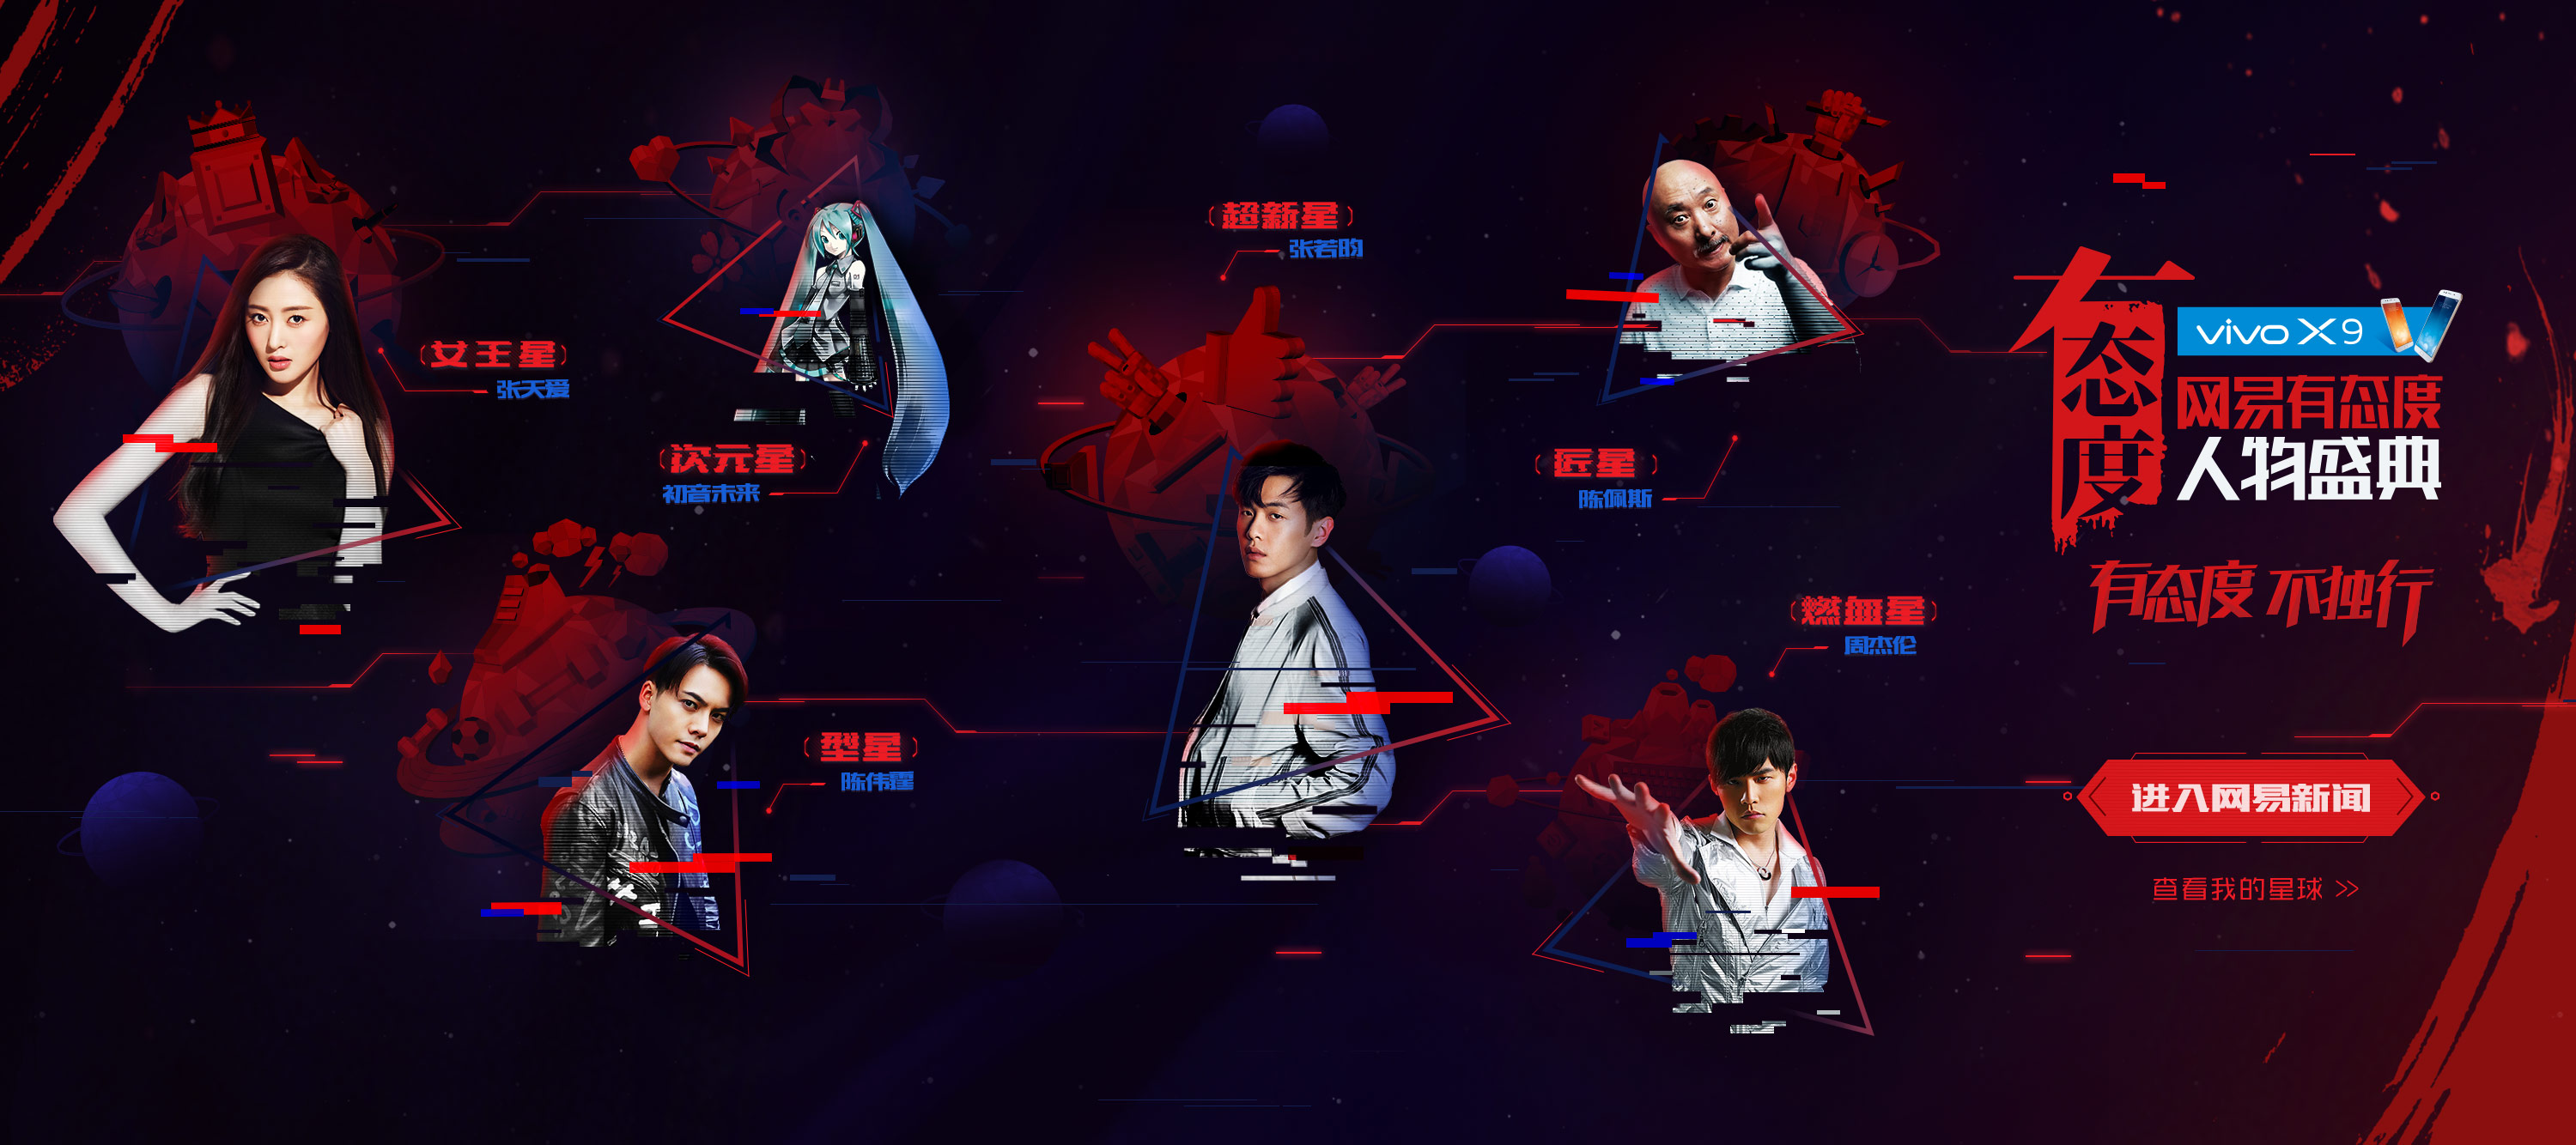 女王星
张天爱
次元星
初音未来
型星
陈伟霆
超新星
张若昀
匠星
陈佩斯
燃血星
周杰伦
有态度
vivo X9
网易有态度
人物盛典
有态度 不独行
进入网易新闻
查看我的星球 >>